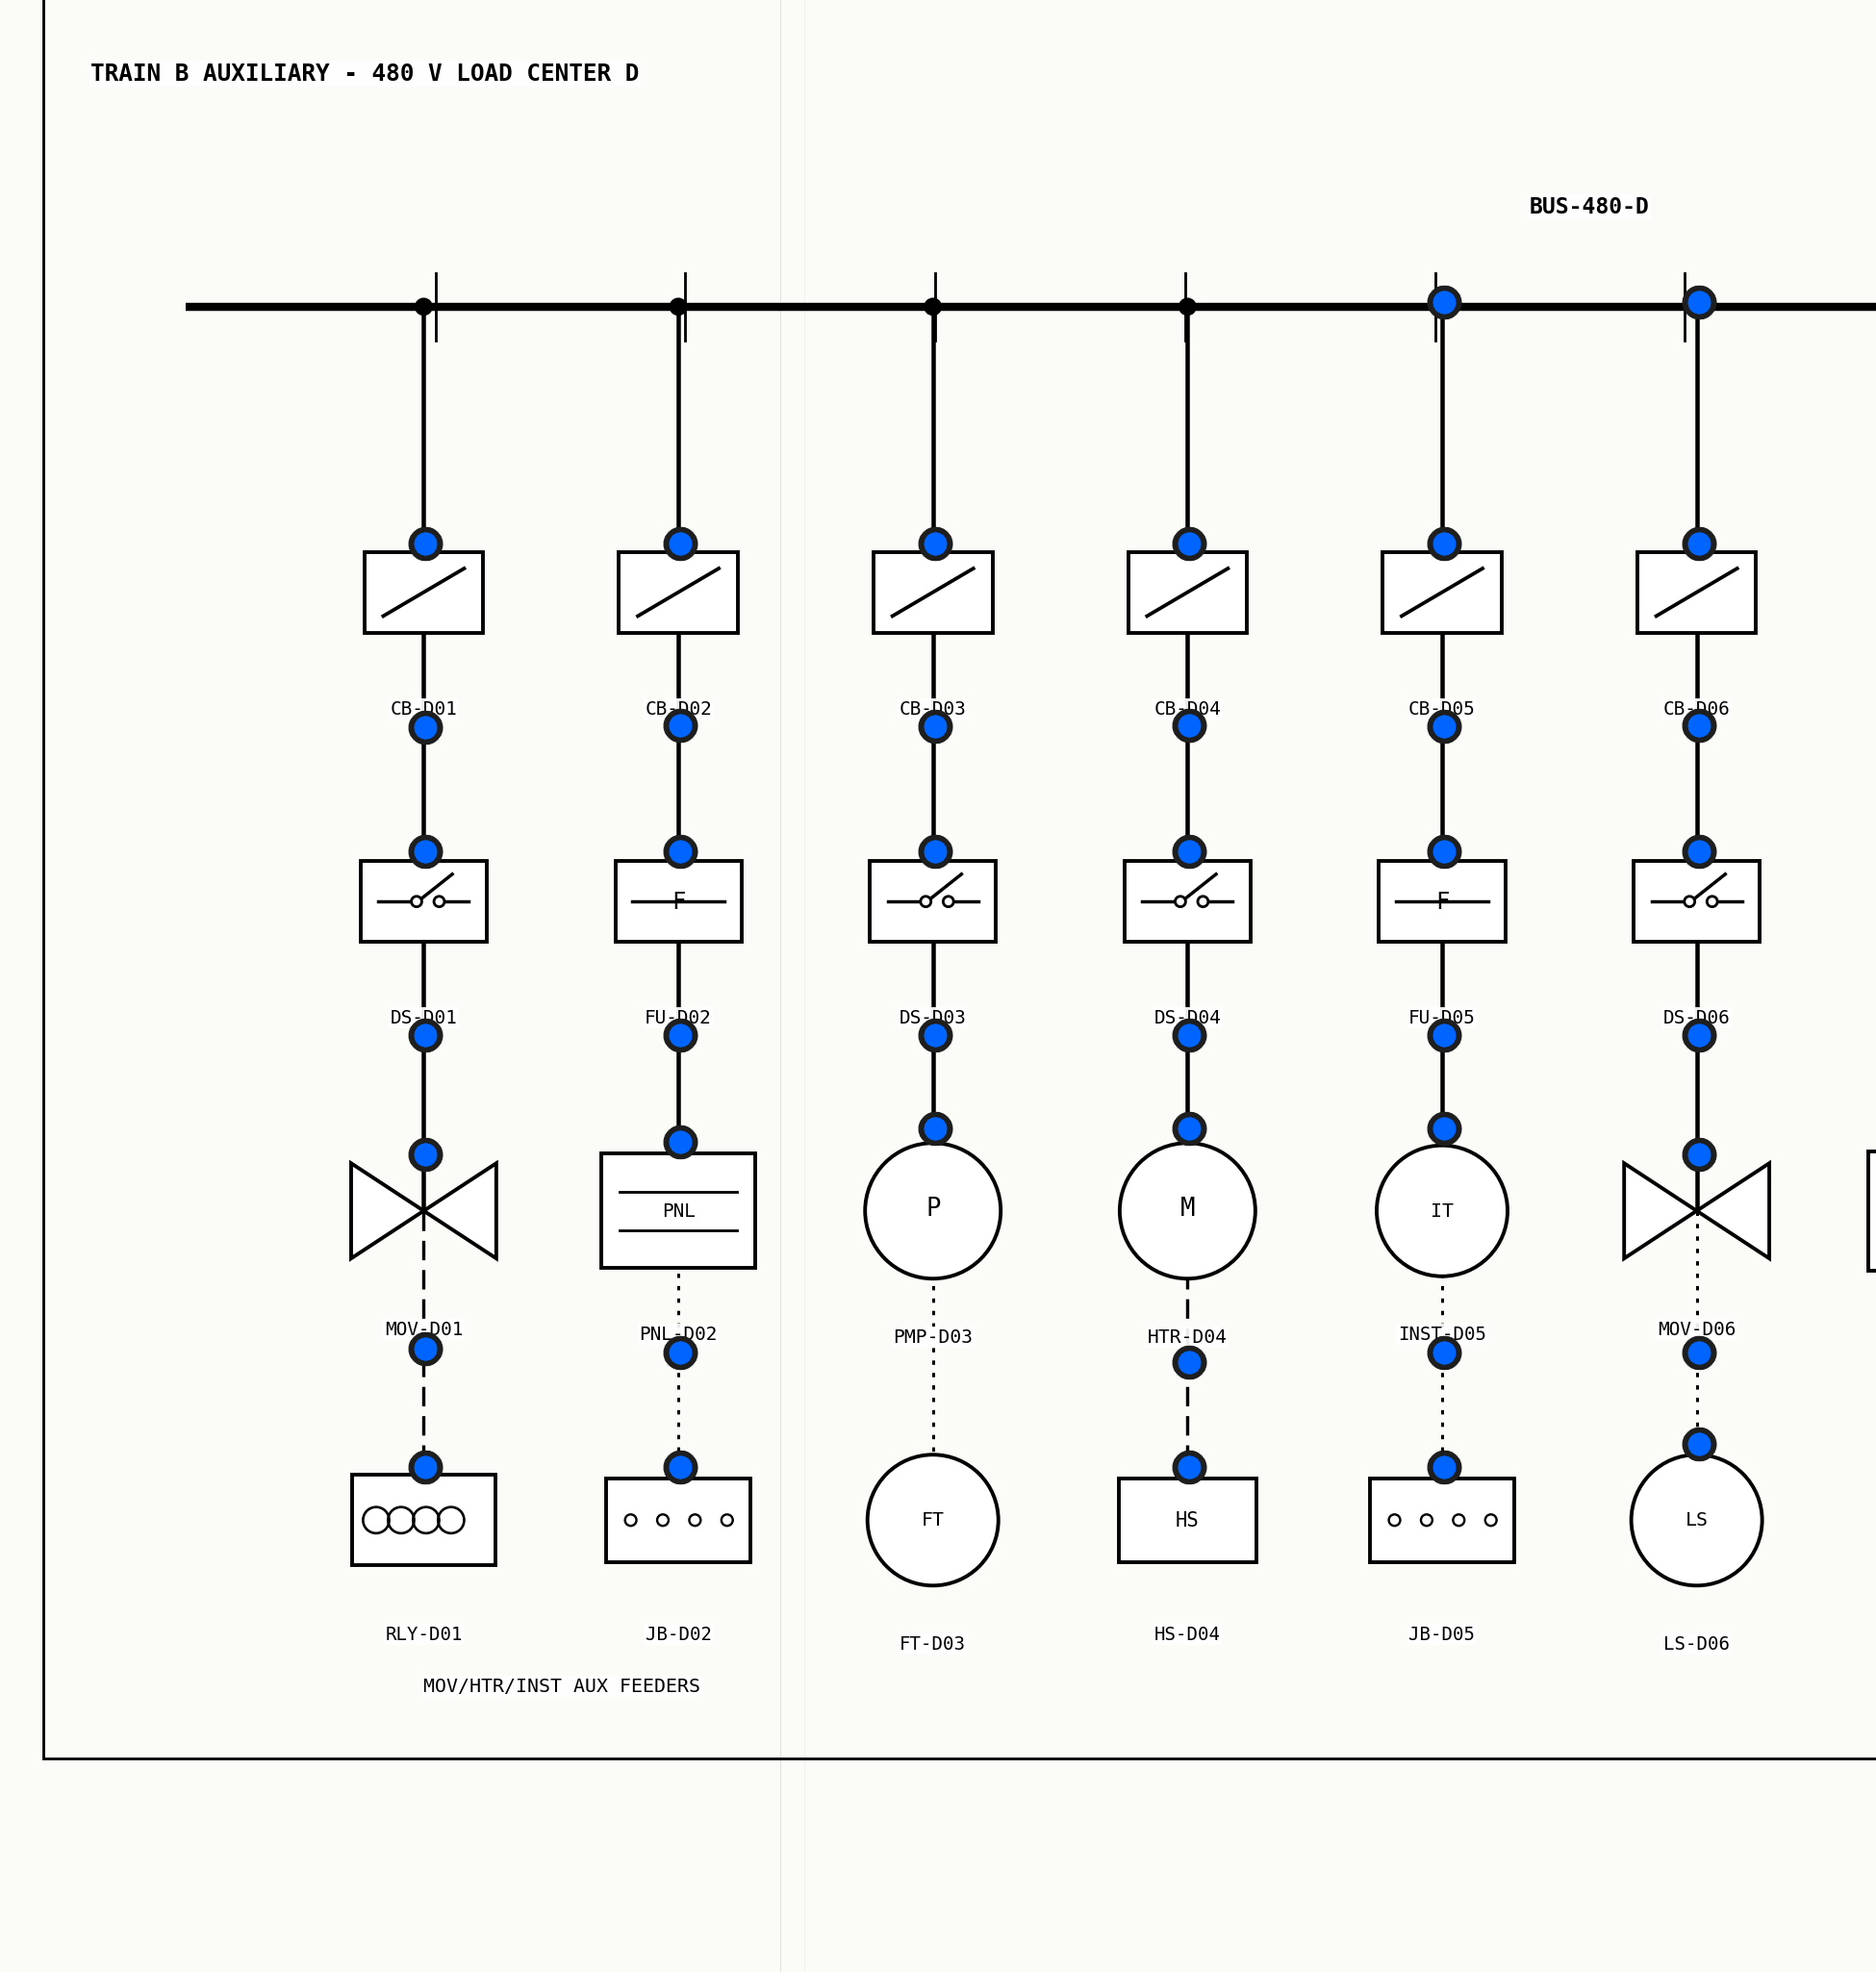 TRAIN B AUXILIARY - 480 V LOAD CENTER D
BUS-480-D
CB-D01 CB-D02 CB-D03 CB-D04 CB-D05 CB-D06
F F
DS-D01 FU-D02 DS-D03 DS-D04 FU-D05 DS-D06
PNL P M IT
MOV-D01 PNL-D02 PMP-D03 HTR-D04 INST-D05 MOV-D06
FT HS LS
RLY-D01 JB-D02 FT-D03 HS-D04 JB-D05 LS-D06
MOV/HTR/INST AUX FEEDERS